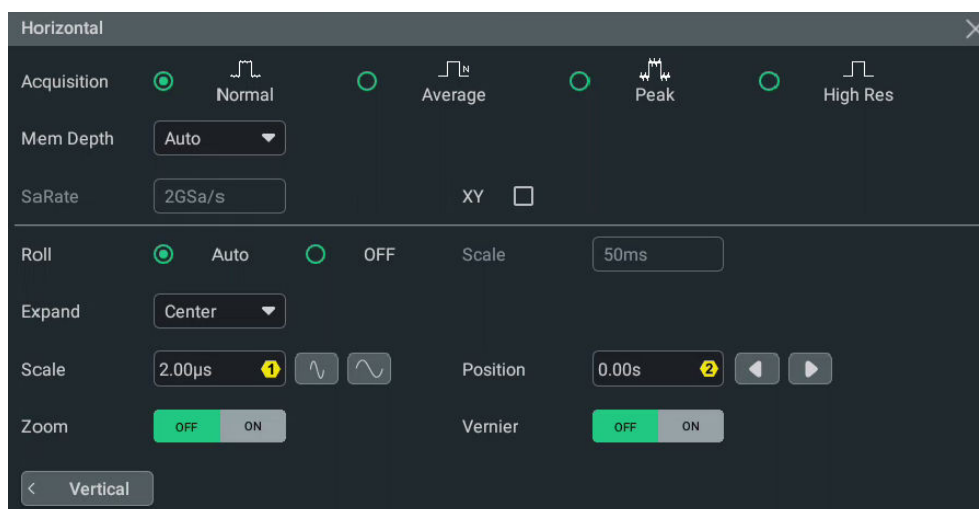 Horizontal
Acquisition Normal Average N Peak High Res
Mem Depth Auto
SaRate 2GSa/s XY
Roll Auto OFF Scale 50ms
Expand Center
Scale 2.00µs 1 Position 0.00s 2
Zoom OFF ON Vernier OFF ON
< Vertical